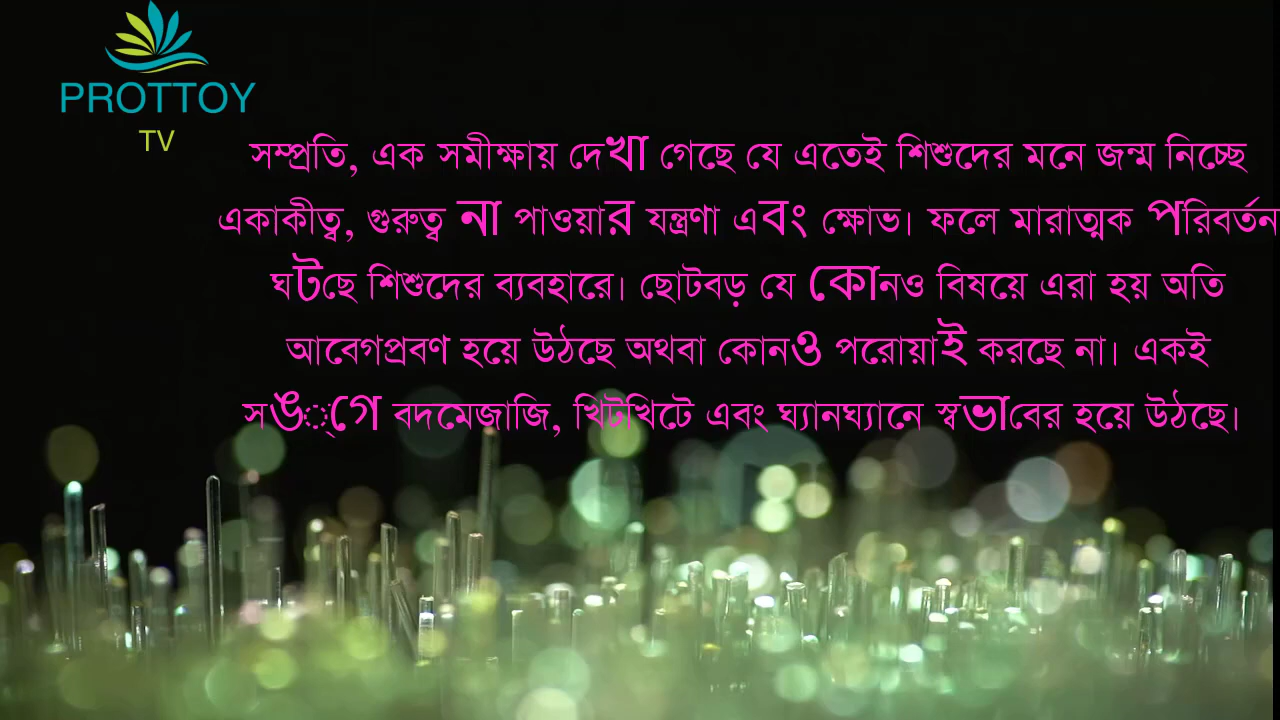 PROTTOY
TV
সম্প্রতি, এক সমীক্ষায় দেখা গেছে যে এতেই শিশুদের মনে জন্ম নিচ্ছে
একাকীত্ব, গুরুত্ব না পাওয়ার যন্ত্রণা এবং ক্ষোভ। ফলে মারাত্মক পরিবর্তন
ঘটছে শিশুদের ব্যবহারে। ছোটবড় যে কোনও বিষয়ে এরা হয় অতি
আবেগপ্রবণ হয়ে উঠছে অথবা কোনও পরোয়াই করছে না। একই
সঙ্গে বদমেজাজি, খিটখিটে এবং ঘ্যানঘ্যানে স্বভাবের হয়ে উঠছে।